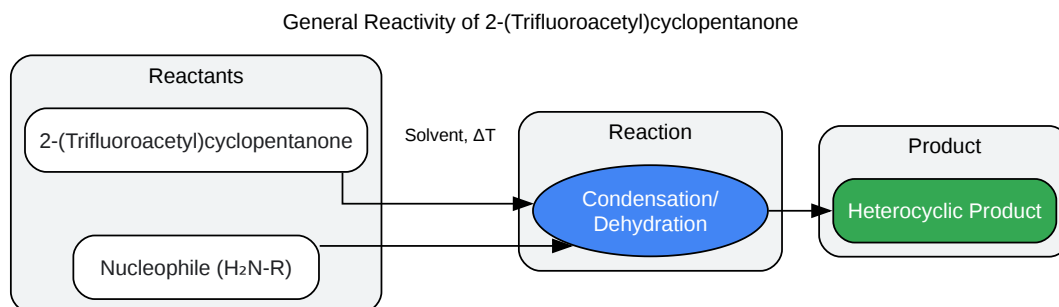 General Reactivity of 2-(Trifluoroacetyl)cyclopentanone
Reactants
2-(Trifluoroacetyl)cyclopentanone
Nucleophile (H₂N-R)
Solvent, ΔT
Reaction
Condensation/
Dehydration
Product
Heterocyclic Product